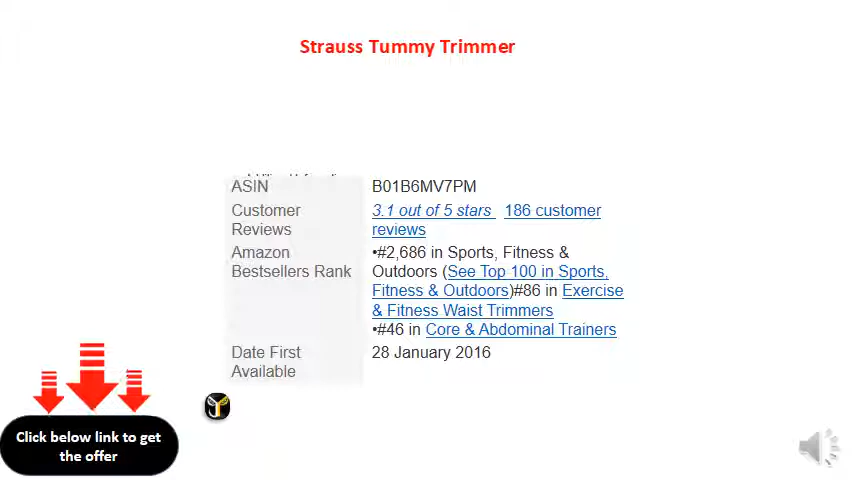 Strauss Tummy Trimmer
ASIN B01B6MV7PM
Customer 3.1 out of 5 stars 186 customer
Reviews reviews
Amazon •#2,686 in Sports, Fitness &
Bestsellers Rank Outdoors (See Top 100 in Sports,
Fitness & Outdoors)#86 in Exercise
& Fitness Waist Trimmers
•#46 in Core & Abdominal Trainers
Date First 28 January 2016
Available
Click below link to get
the offer